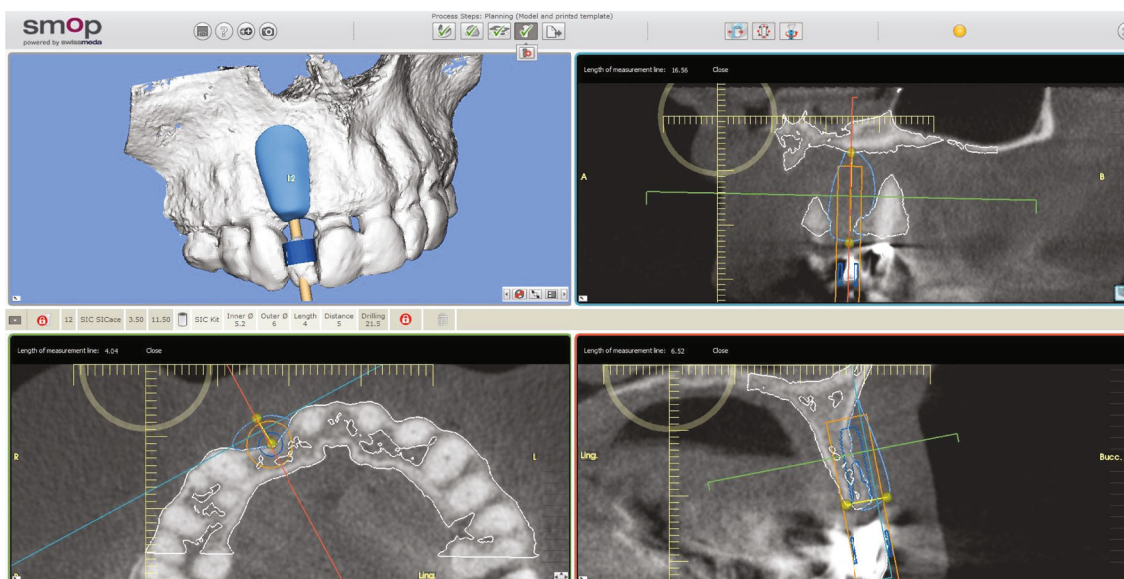 smop
powered by swissmeda
Process Steps: Planning (Model and printed template)
12
Length of measurement line: 16.56 Close
A
B
12 SIC SICace 3.50 11.50 SIC Kit Inner Ø 5.2 Outer Ø 6 Length 4 Distance 5 Drilling 21.5
Length of measurement line: 4.04 Close
R
L
Ling.
Length of measurement line: 6.52 Close
Ling.
Bucc.